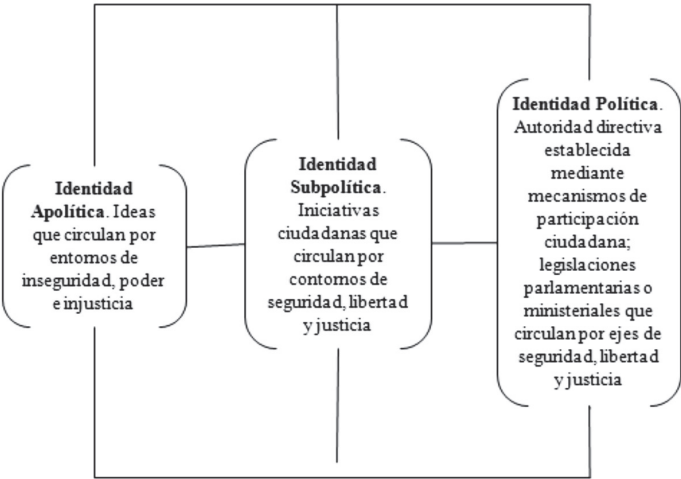 Identidad
Apolítica. Ideas
que circulan por
entornos de
inseguridad, poder
e injusticia
Identidad
Subpolítica.
Iniciativas
ciudadanas que
circulan por
contornos de
seguridad, libertad
y justicia
Identidad Política.
Autoridad directiva
establecida
mediante
mecanismos de
participación
ciudadana;
legislaciones
parlamentarias o
ministeriales que
circulan por ejes de
seguridad, libertad
y justicia